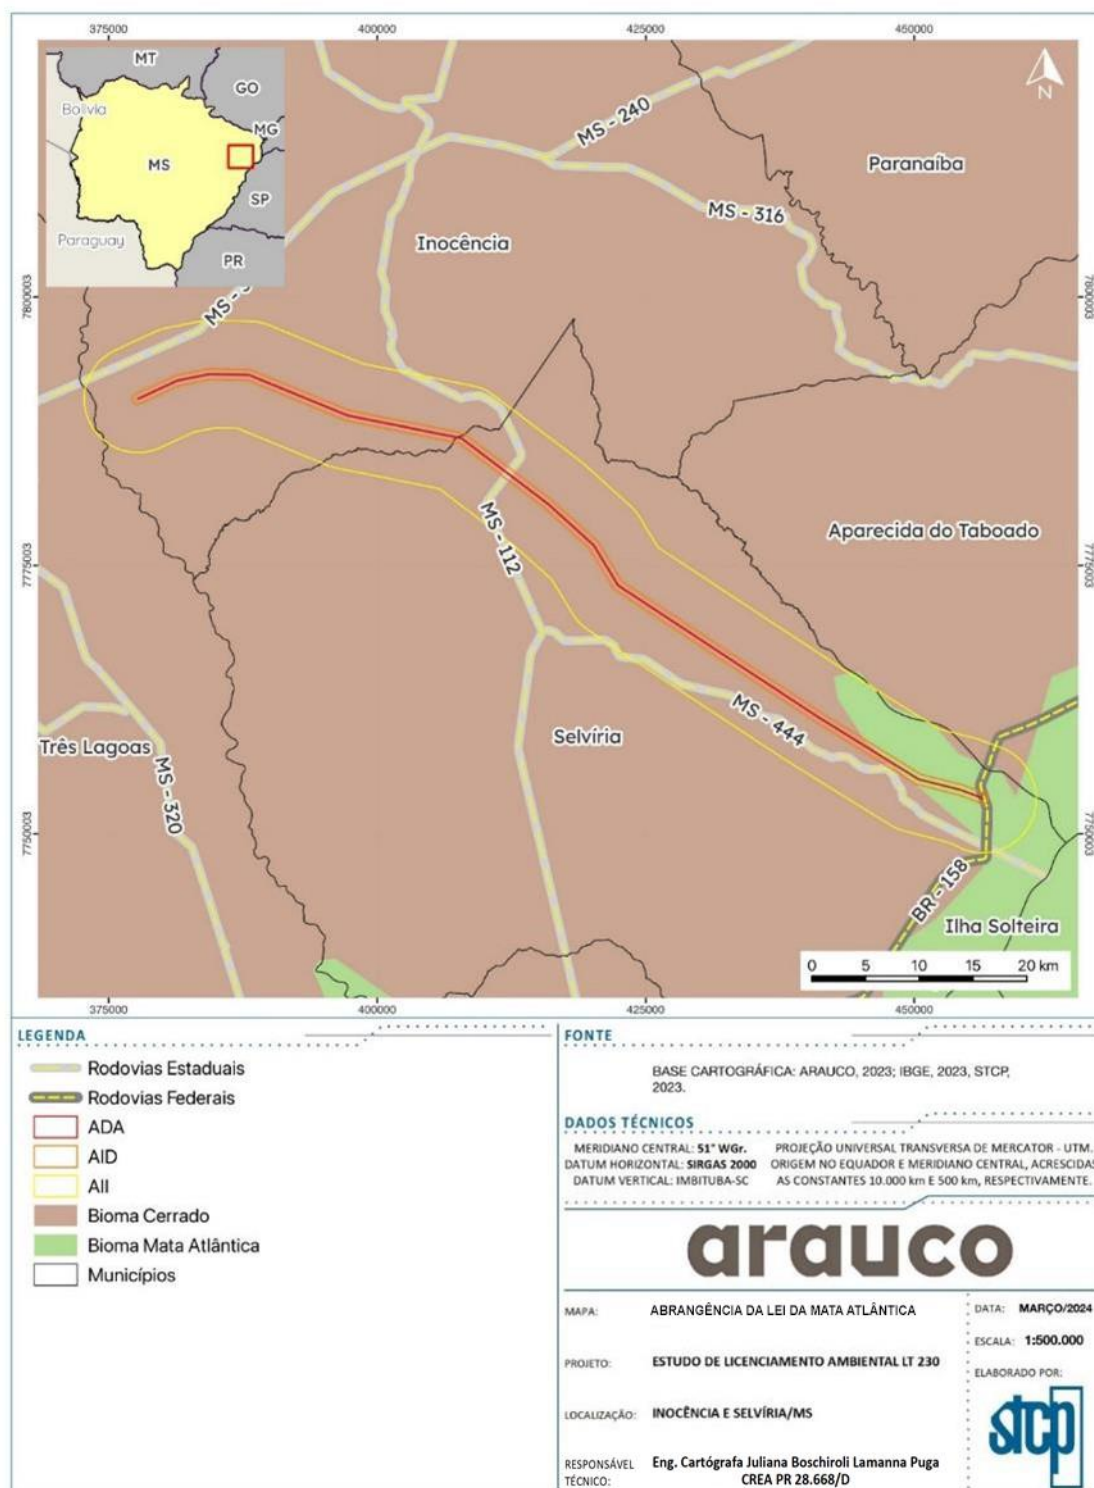 375000 400000 425000 450000
MT
GO
Bolivia
MG
MS
SP
Paraguay
PR
N
MS - 240
Paranaíba
MS - 316
Inocência
7800003 7800003
MS -
Aparecida do Taboado
MS - 112
7775003 7775003
MS - 444
Selvíria
Três Lagoas
MS - 320
7750003 7750003
BR - 158
Ilha Solteira
0 5 10 15 20 km
375000 400000 425000 450000
LEGENDA
Rodovias Estaduais
Rodovias Federais
ADA
AID
AII
Bioma Cerrado
Bioma Mata Atlântica
Municípios
FONTE
BASE CARTOGRÁFICA: ARAUCO, 2023; IBGE, 2023, STCP,
2023.
DADOS TÉCNICOS
MERIDIANO CENTRAL: 51° WGr.
DATUM HORIZONTAL: SIRGAS 2000
DATUM VERTICAL: IMBITUBA-SC
PROJEÇÃO UNIVERSAL TRANSVERSA DE MERCATOR - UTM.
ORIGEM NO EQUADOR E MERIDIANO CENTRAL, ACRESCIDAS
AS CONSTANTES 10.000 km E 500 km, RESPECTIVAMENTE.
arauco
MAPA: ABRANGÊNCIA DA LEI DA MATA ATLÂNTICA
DATA: MARÇO/2024
ESCALA: 1:500.000
PROJETO: ESTUDO DE LICENCIAMENTO AMBIENTAL LT 230
ELABORADO POR:
LOCALIZAÇÃO: INOCÊNCIA E SELVÍRIA/MS
stcp
RESPONSÁVEL
TÉCNICO:
Eng. Cartógrafa Juliana Boschiroli Lamanna Puga
CREA PR 28.668/D